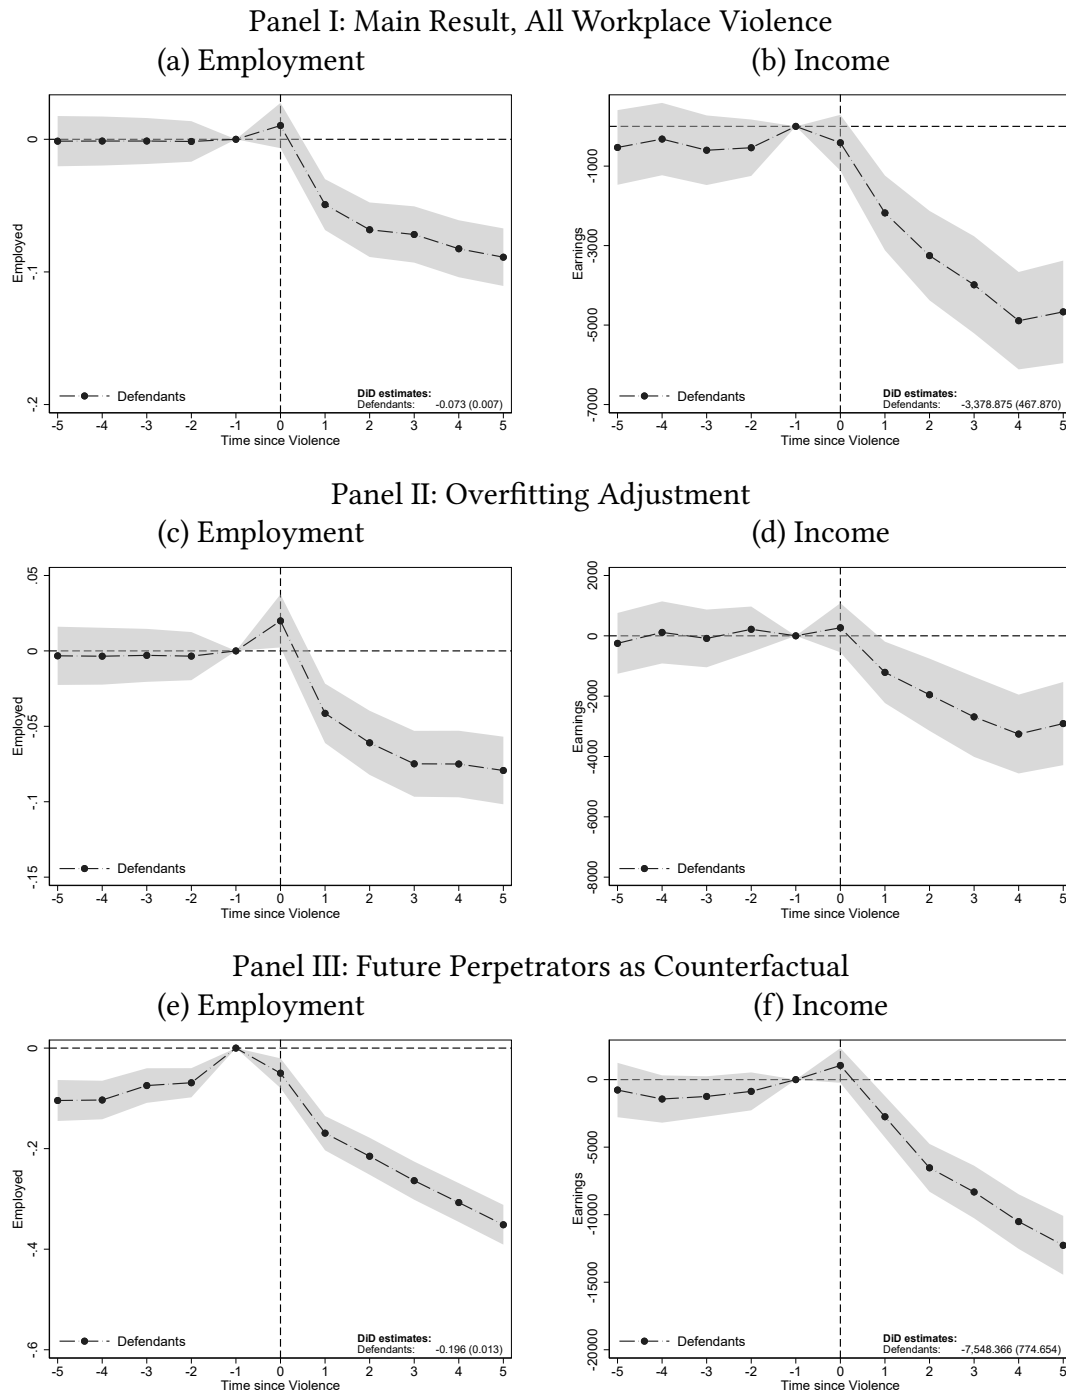 Panel I: Main Result, All Workplace Violence
(a) Employment
(b) Income
Employed
0
-.1
-.2
Defendants
DiD estimates:
Defendants: -0.073 (0.007)
-5 -4 -3 -2 -1 0 1 2 3 4 5
Time since Violence
Earnings
-1000
-3000
-5000
-7000
Defendants
DiD estimates:
Defendants: -3,378.875 (467.870)
-5 -4 -3 -2 -1 0 1 2 3 4 5
Time since Violence
Panel II: Overfitting Adjustment
(c) Employment
(d) Income
Employed
.05
0
-.05
-.1
-.15
Defendants
-5 -4 -3 -2 -1 0 1 2 3 4 5
Time since Violence
Earnings
2000
0
-2000
-4000
-6000
-8000
Defendants
-5 -4 -3 -2 -1 0 1 2 3 4 5
Time since Violence
Panel III: Future Perpetrators as Counterfactual
(e) Employment
(f) Income
Employed
0
-.2
-.4
-.6
Defendants
DiD estimates:
Defendants: -0.196 (0.013)
-5 -4 -3 -2 -1 0 1 2 3 4 5
Time since Violence
Earnings
0
-5000
-10000
-15000
-20000
Defendants
DiD estimates:
Defendants: -7,548.366 (774.654)
-5 -4 -3 -2 -1 0 1 2 3 4 5
Time since Violence